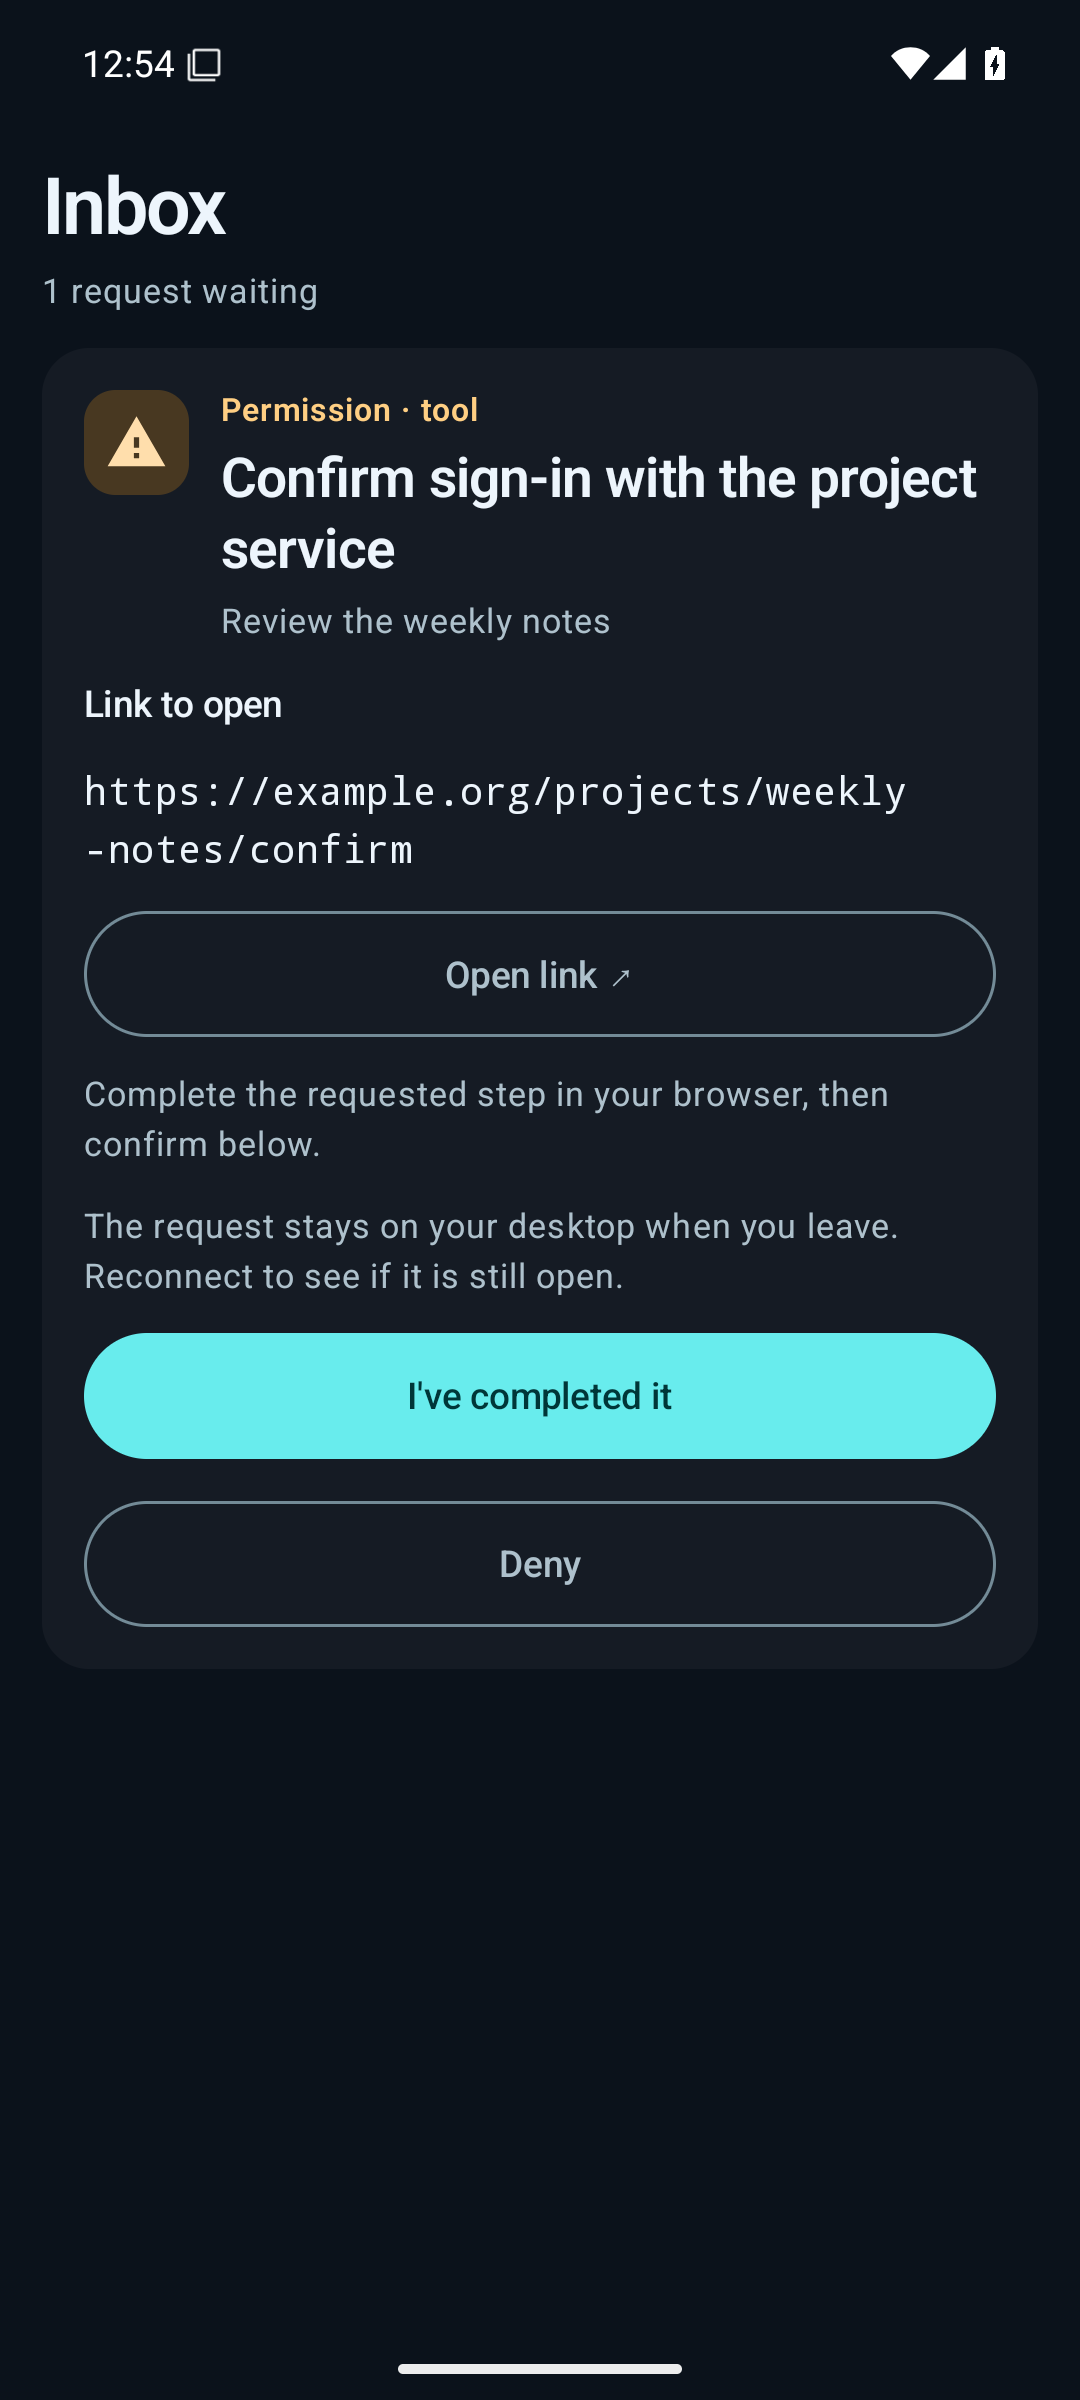 12:54
Inbox
1 request waiting
Permission · tool
Confirm sign-in with the project
service
Review the weekly notes
Link to open
https://example.org/projects/weekly
-notes/confirm
Open link ↗
Complete the requested step in your browser, then
confirm below.
The request stays on your desktop when you leave.
Reconnect to see if it is still open.
I've completed it
Deny